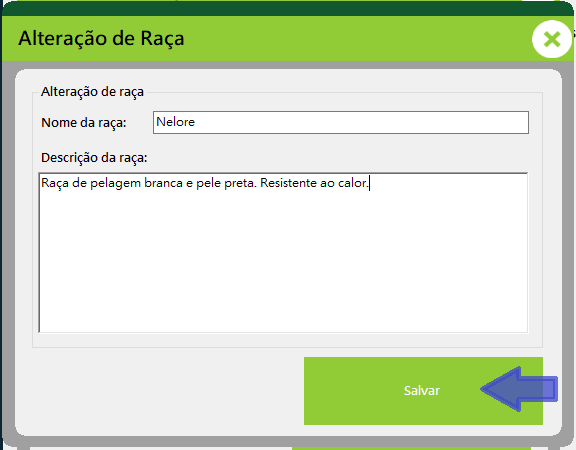 Alteração de Raça
Alteração de raça
Nome da raça:
Nelore
Descrição da raça:
Raça de pelagem branca e pele preta. Resistente ao calor.
Salvar